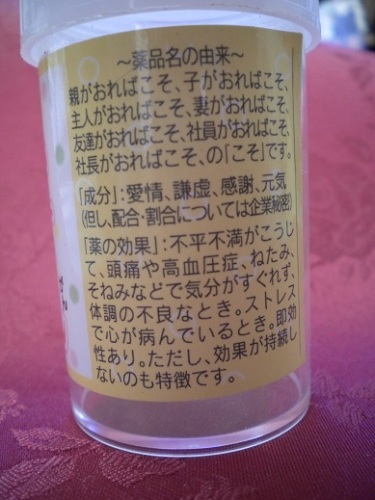 ~薬品名の由来~
親がおればこそ、子がおればこそ、
主人がおればこそ、妻がおればこそ、
友達がおればこそ、社員がおればこそ、
社長がおればこそ、の「こそ」です。
「成分」:愛情、謙虚、感謝、元気
(但し、配合・割合については企業秘密)
「薬の効果」:不平不満がこうじ
て、頭痛や高血圧症、ねたみ、
そねみなどで気分がすぐれず、
体調の不良なとき。ストレス
で心が病んでいるとき。即効
性あり。ただし、効果が持続し
ないのも特徴です。